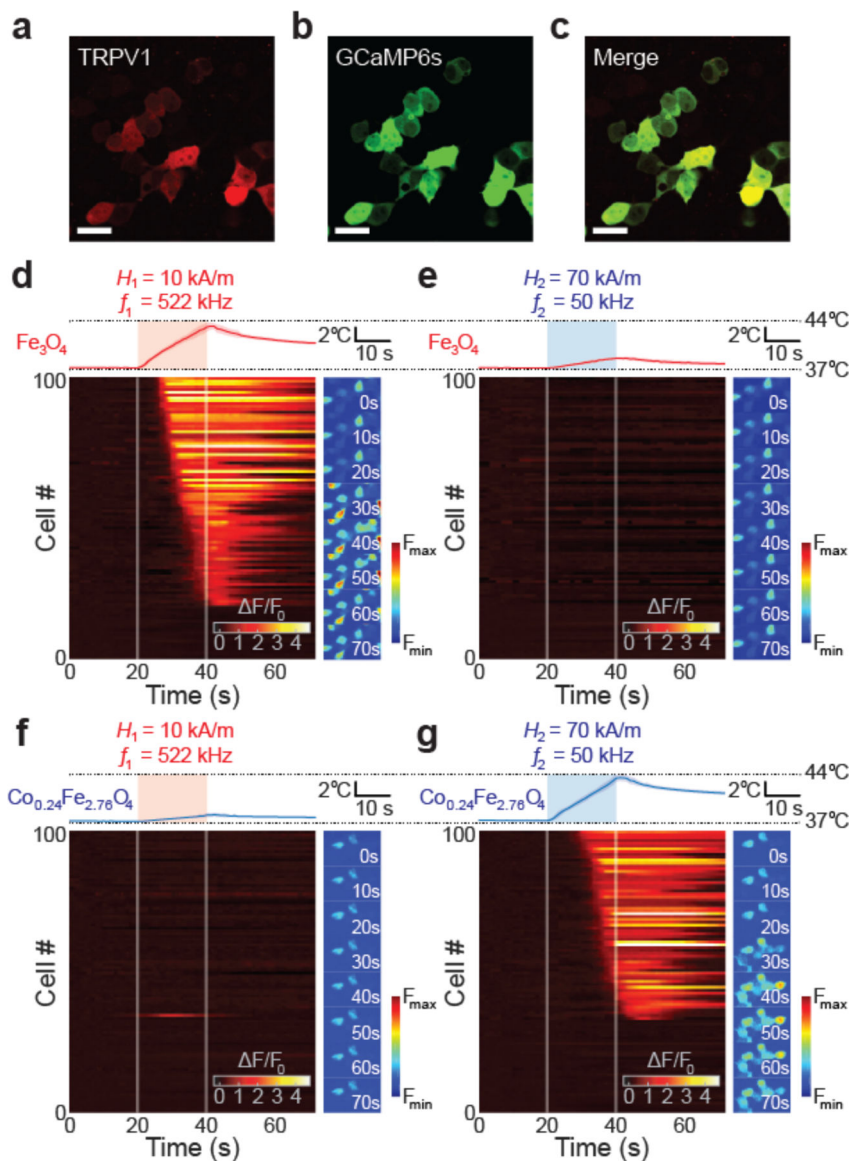 a
TRPV1
b
GCaMP6s
c
Merge
d
H₁ = 10 kA/m
f₁ = 522 kHz
Fe₃O₄
2°C
10 s
100
Cell #
0
0s
10s
20s
30s
40s
50s
60s
70s
Fmax
Fmin
ΔF/F₀
0 1 2 3 4
0 20 40 60
Time (s)
e
H₂ = 70 kA/m
f₂ = 50 kHz
Fe₃O₄
2°C
10 s
44°C
37°C
100
Cell #
0
0s
10s
20s
30s
40s
50s
60s
70s
Fmax
Fmin
ΔF/F₀
0 1 2 3 4
0 20 40 60
Time (s)
f
H₁ = 10 kA/m
f₁ = 522 kHz
Co₀.₂₄Fe₂.₇₆O₄
2°C
10 s
100
Cell #
0
0s
10s
20s
30s
40s
50s
60s
70s
Fmax
Fmin
ΔF/F₀
0 1 2 3 4
0 20 40 60
Time (s)
g
H₂ = 70 kA/m
f₂ = 50 kHz
Co₀.₂₄Fe₂.₇₆O₄
2°C
10 s
44°C
37°C
100
Cell #
0
0s
10s
20s
30s
40s
50s
60s
70s
Fmax
Fmin
ΔF/F₀
0 1 2 3 4
0 20 40 60
Time (s)